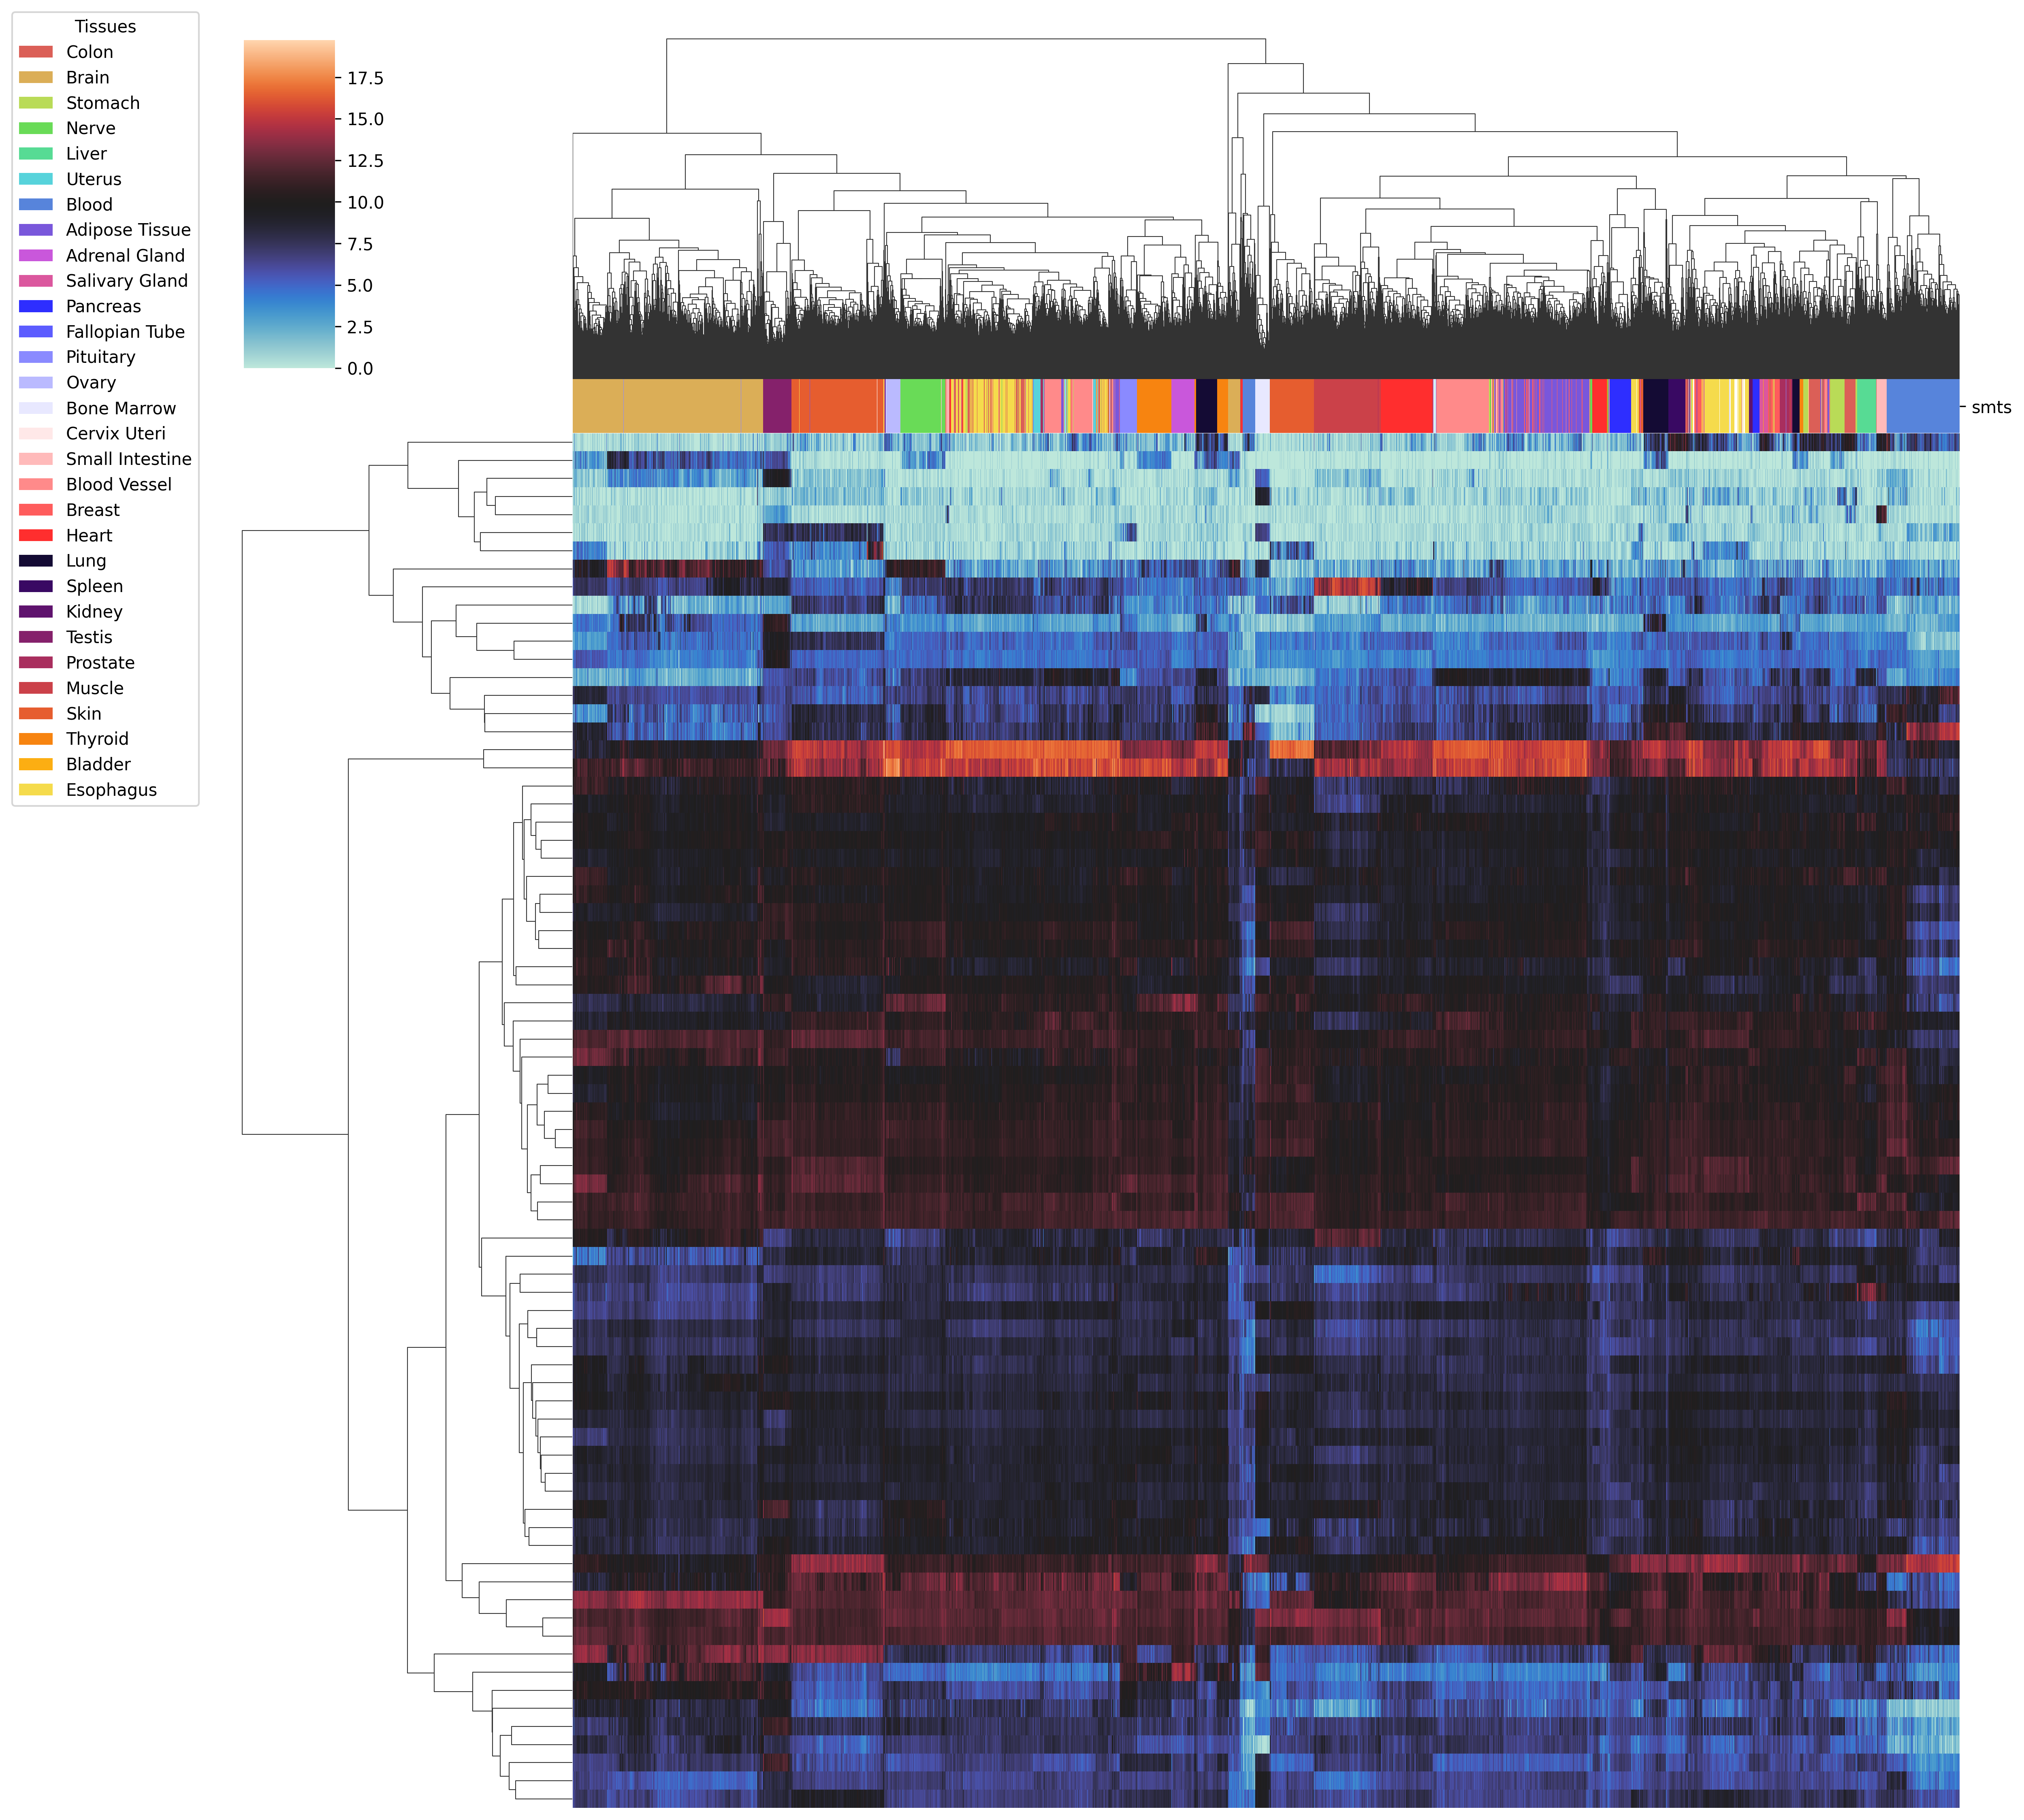 Tissues
Colon
Brain
Stomach
Nerve
Liver
Uterus
Blood
Adipose Tissue
Adrenal Gland
Salivary Gland
Pancreas
Fallopian Tube
Pituitary
Ovary
Bone Marrow
Cervix Uteri
Small Intestine
Blood Vessel
Breast
Heart
Lung
Spleen
Kidney
Testis
Prostate
Muscle
Skin
Thyroid
Bladder
Esophagus
17.5
15.0
12.5
10.0
7.5
5.0
2.5
0.0
smts